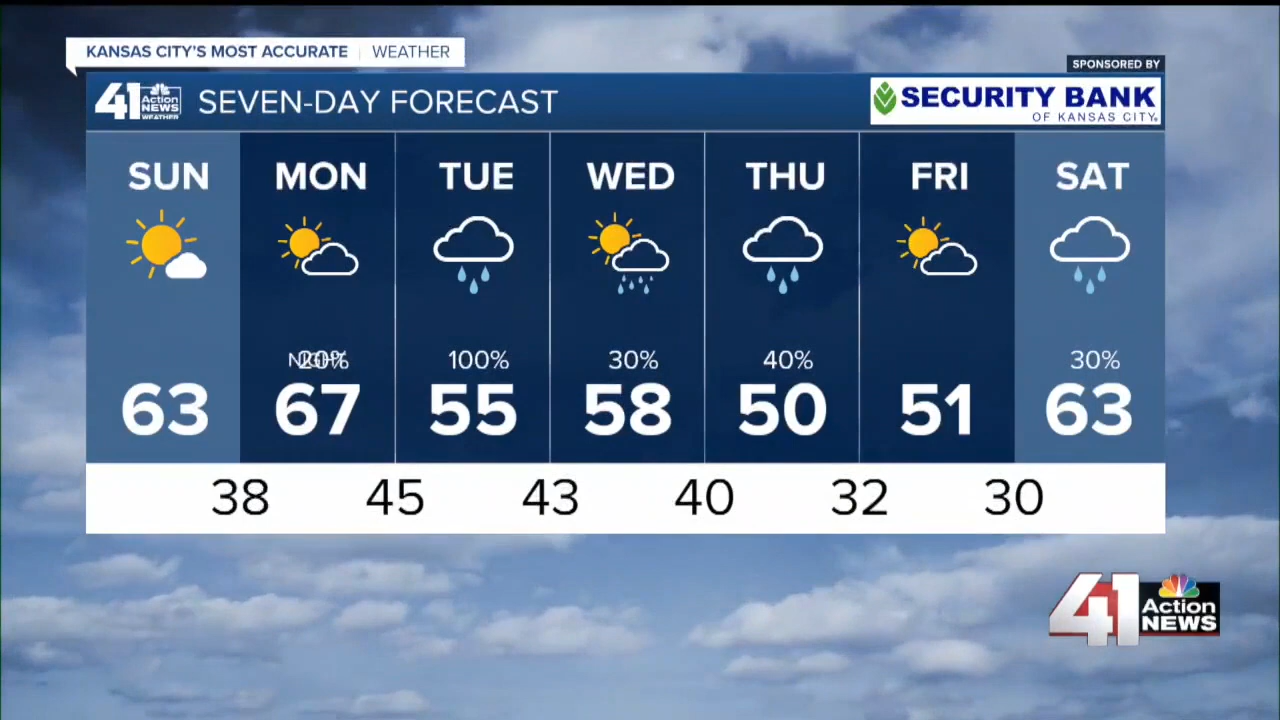 KANSAS CITY'S MOST ACCURATE | WEATHER
SPONSORED BY
41 Action NEWS WEATHER
SEVEN-DAY FORECAST
SECURITY BANK
OF KANSAS CITY
SUN MON TUE WED THU FRI SAT
NIGHT 20% 100% 30% 40% 30%
63 67 55 58 50 51 63
38 45 43 40 32 30
41 Action
NEWS